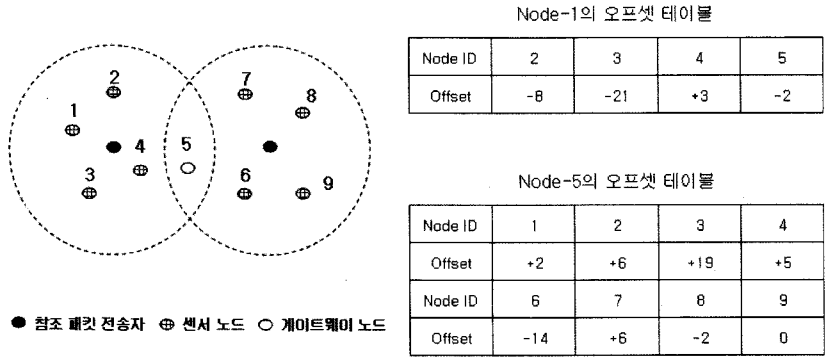 Node-1의 오프셋 테이블
Node ID 2 3 4 5
Offset -8 -21 +3 -2
1
2
3
4
5
6
7
8
9
Node-5의 오프셋 테이블
Node ID 1 2 3 4
Offset +2 +6 +19 +5
Node ID 6 7 8 9
Offset -14 +6 -2 0
참조 패킷 전송자 센서 노드 게이트웨이 노드